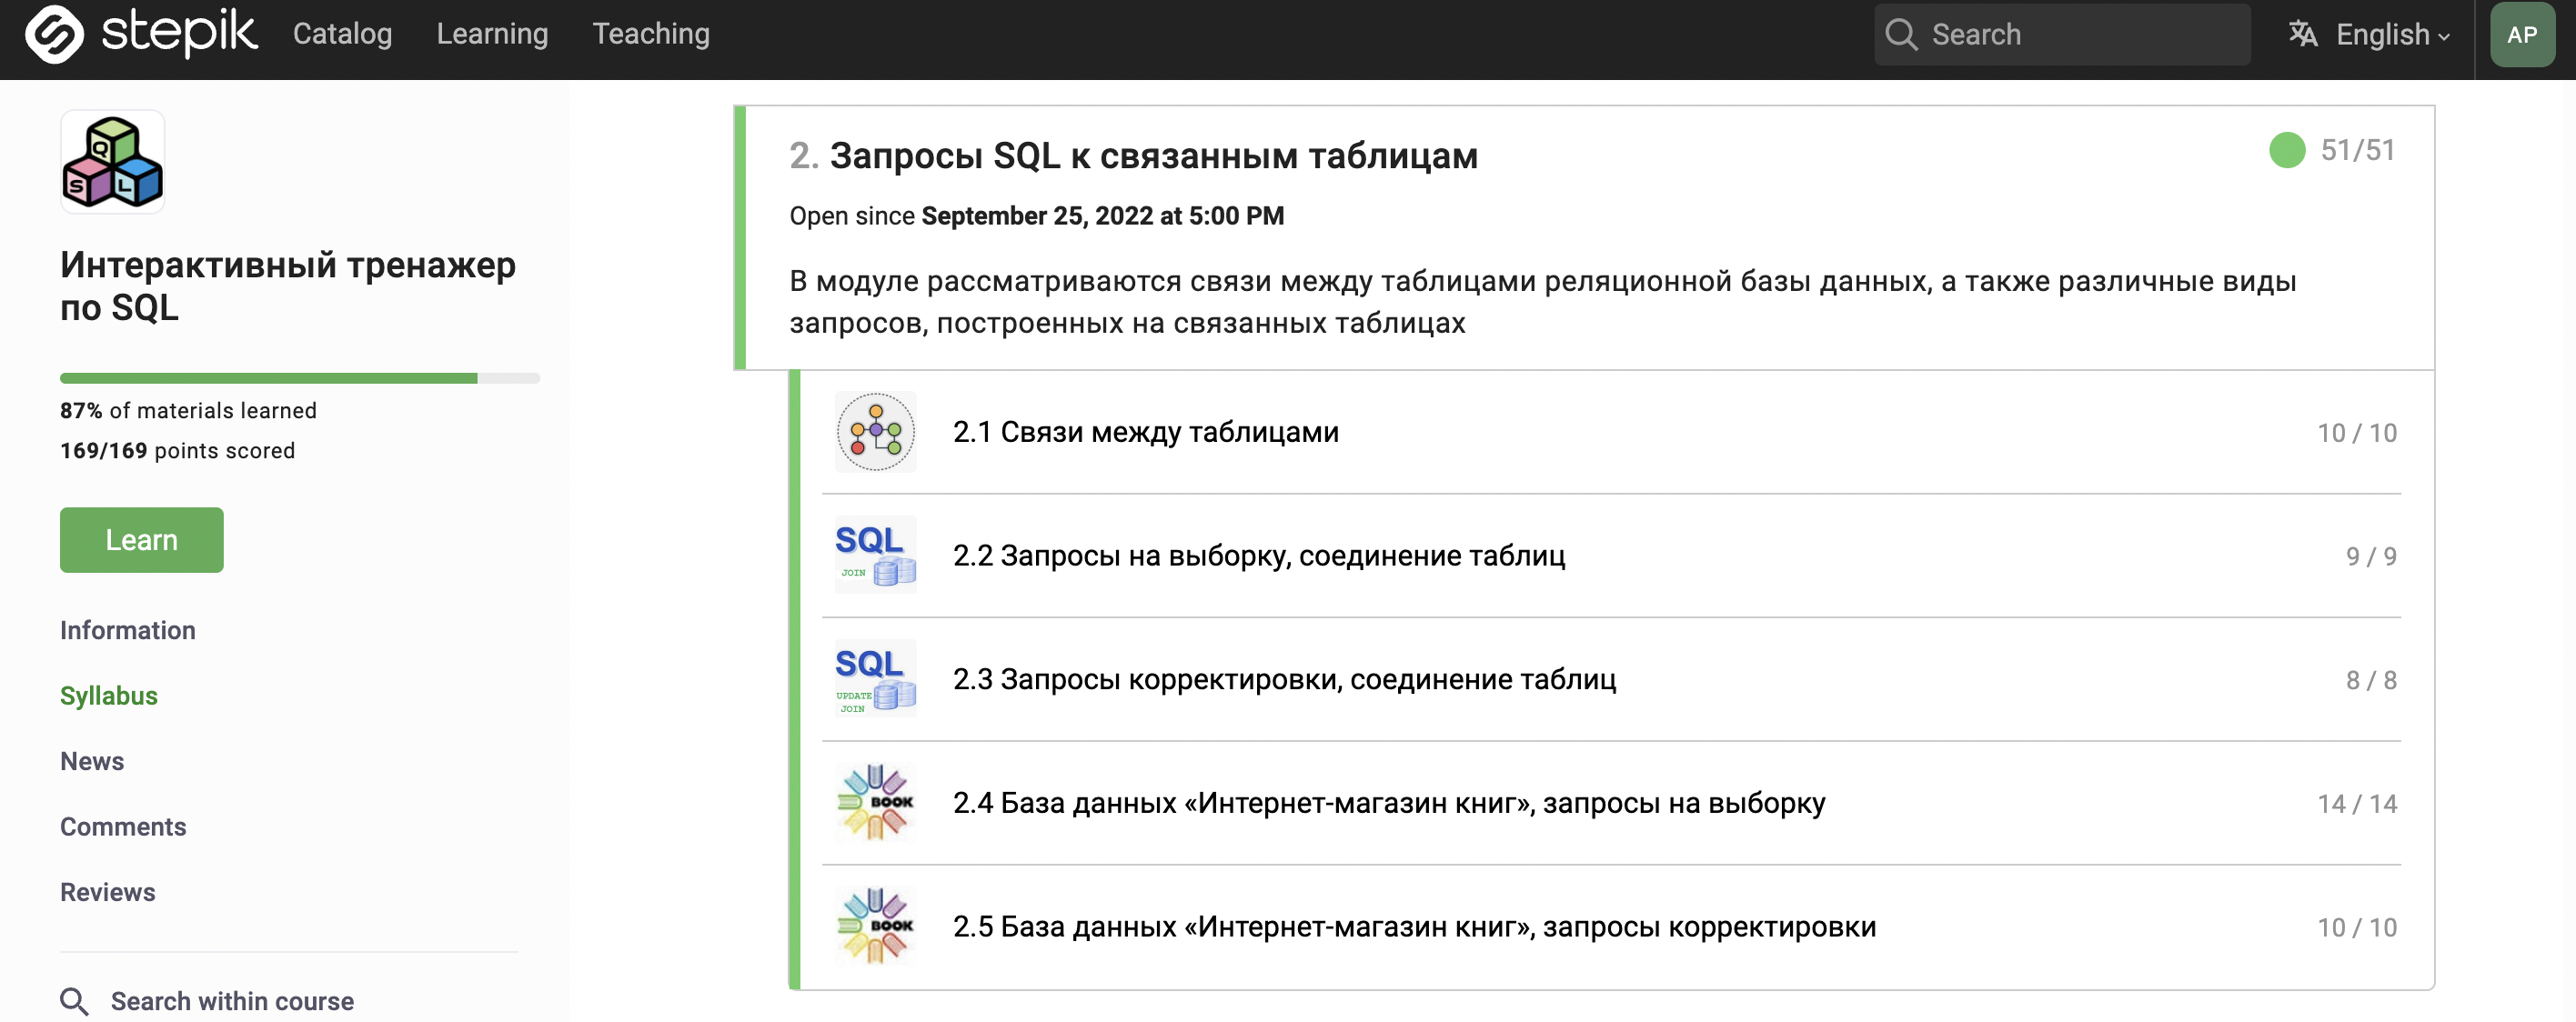 stepik Catalog Learning Teaching Search English AP
Q S L
Интерактивный тренажер
по SQL
87% of materials learned
169/169 points scored
Learn
Information
Syllabus
News
Comments
Reviews
Search within course
2. Запросы SQL к связанным таблицам 51/51
Open since September 25, 2022 at 5:00 PM
В модуле рассматриваются связи между таблицами реляционной базы данных, а также различные виды
запросов, построенных на связанных таблицах
2.1 Связи между таблицами 10 / 10
SQL
JOIN
2.2 Запросы на выборку, соединение таблиц 9 / 9
SQL
UPDATE
JOIN
2.3 Запросы корректировки, соединение таблиц 8 / 8
BOOK
2.4 База данных «Интернет-магазин книг», запросы на выборку 14 / 14
BOOK
2.5 База данных «Интернет-магазин книг», запросы корректировки 10 / 10